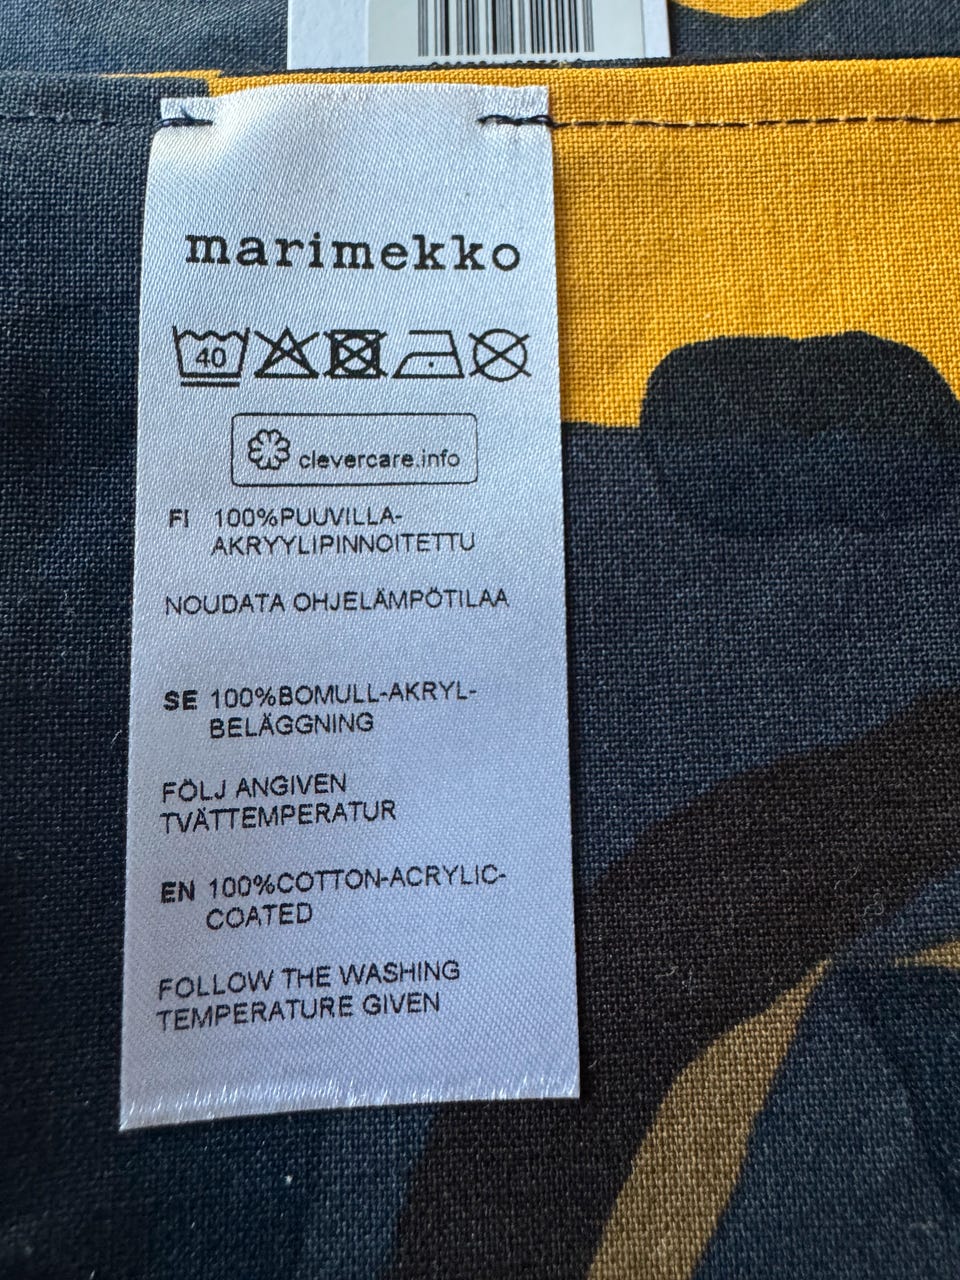 marimekko
40
clevercare.info
FI 100%PUUVILLA-
AKRYYLIPINNOITETTU
NOUDATA OHJELÄMPÖTILAA
SE 100%BOMULL-AKRYL-
BELÄGGNING
FÖLJ ANGIVEN
TVÄTTEMPERATUR
EN 100%COTTON-ACRYLIC-
COATED
FOLLOW THE WASHING
TEMPERATURE GIVEN